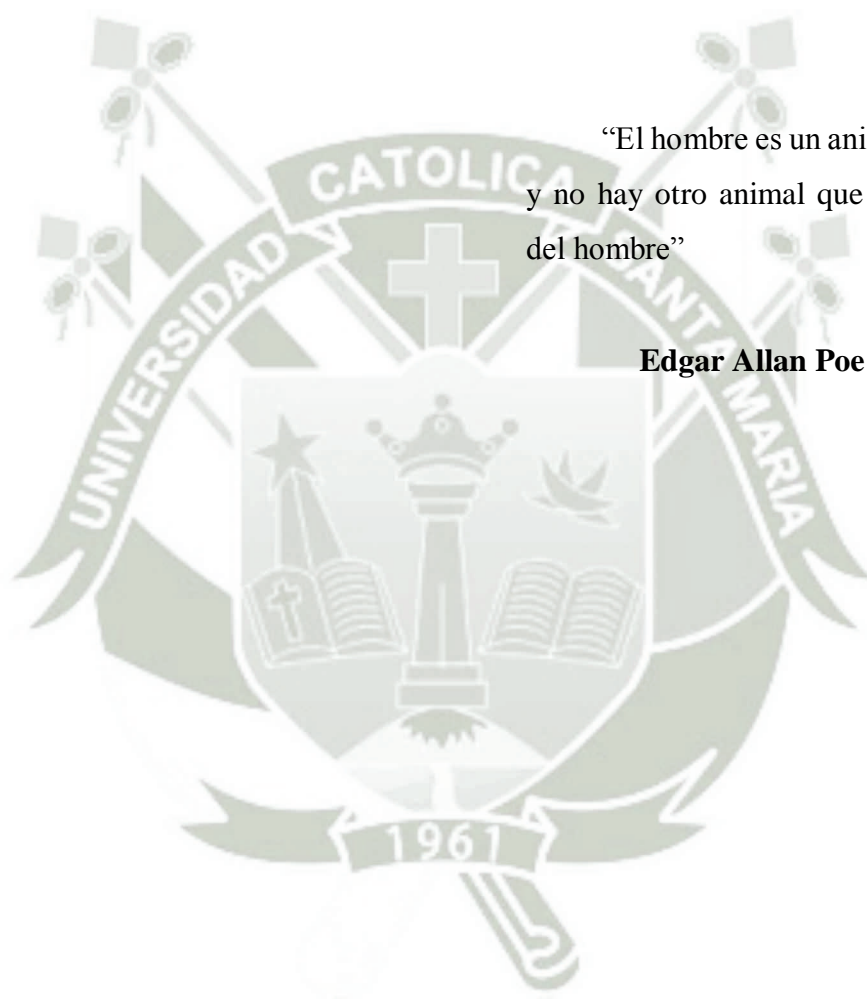 “El hombre es un ani
y no hay otro animal que
del hombre”
Edgar Allan Poe
UNIVERSIDAD CATOLICA SANTA MARIA
1961